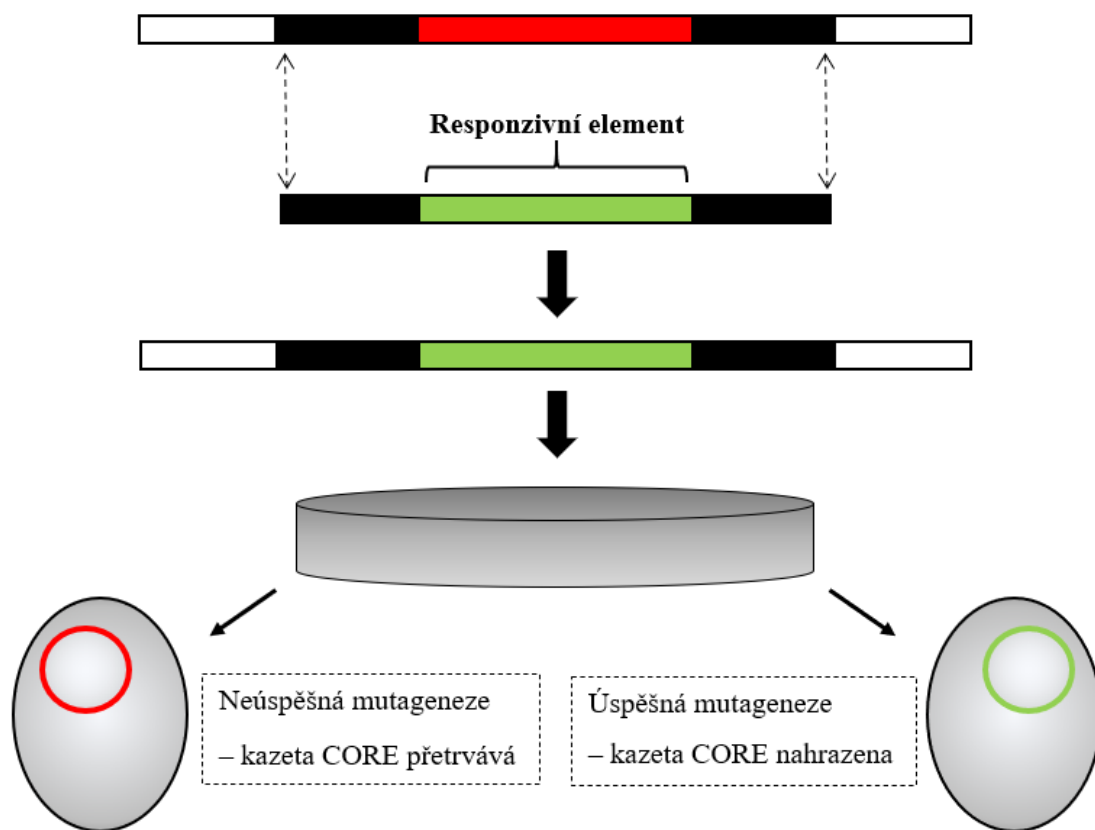 Responzivní element
Neúspěšná mutageneze
– kazeta CORE přetrvává
Úspěšná mutageneze
– kazeta CORE nahrazena